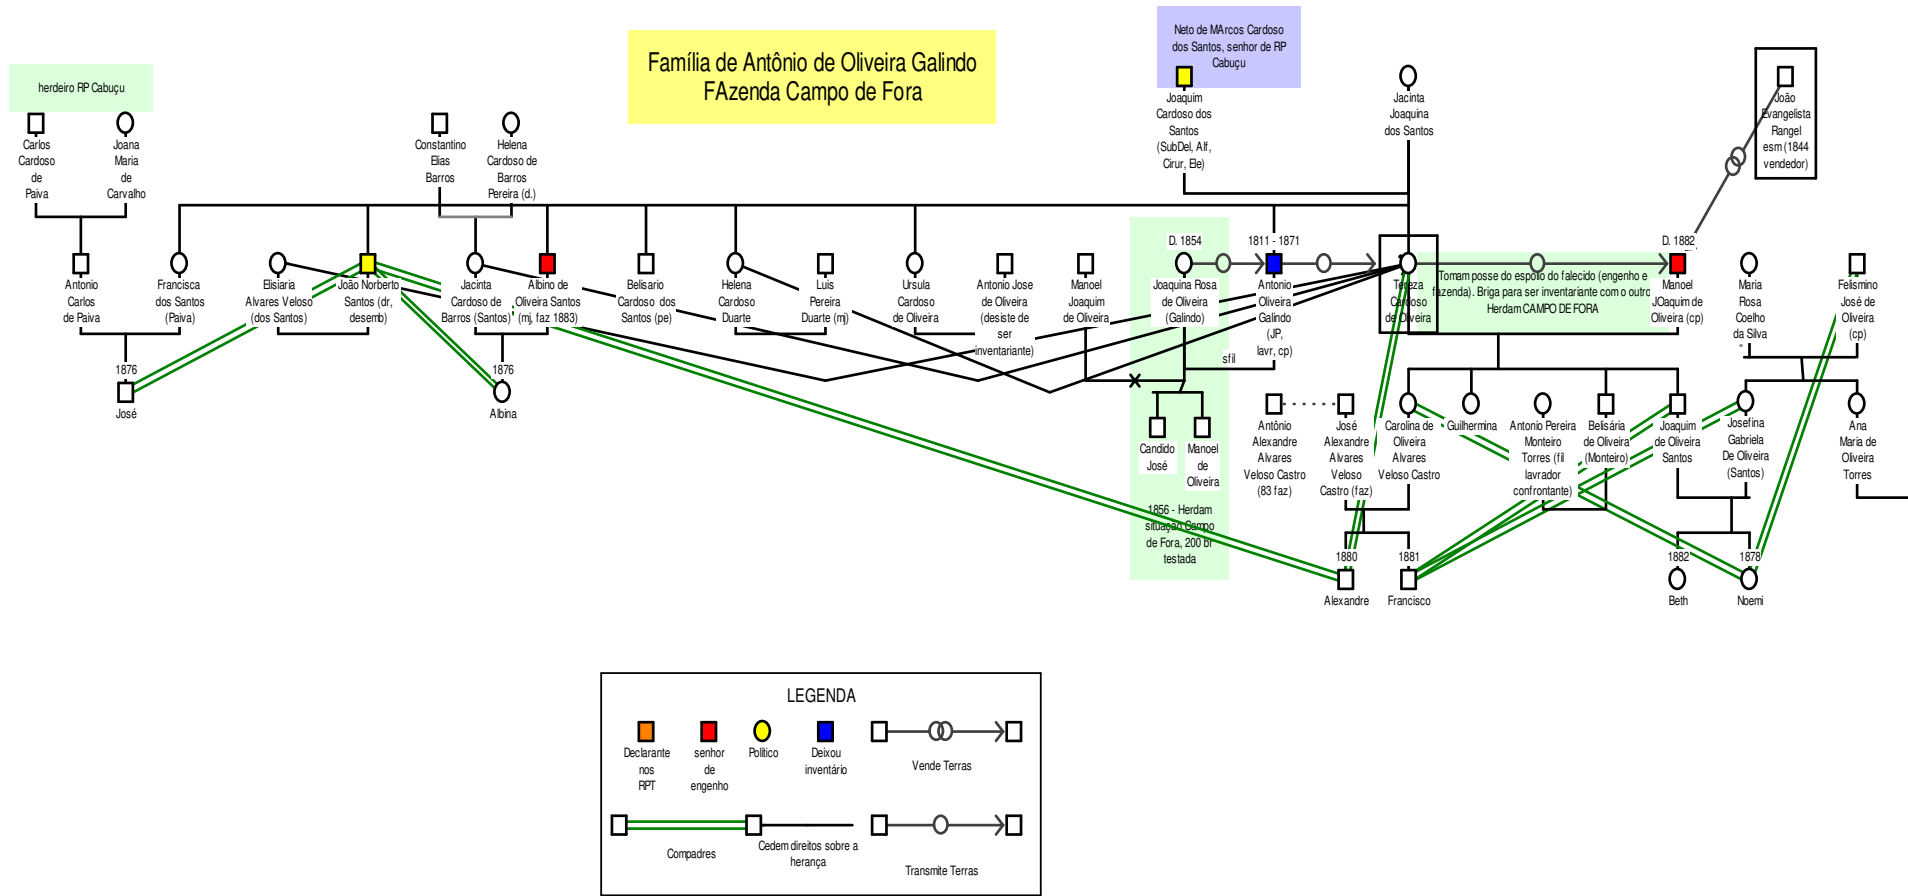 Família de Antônio de Oliveira Galindo
FAzenda Campo de Fora
Neto de MArcos Cardoso
dos Santos, senhor de RP
Cabuçu
herdeiro RP Cabuçu
Carlos
Cardoso
de
Paiva
Joana
Maria
de
Carvalho
Constantino
Elias
Barros
Helena
Cardoso de
Barros
Pereira (d.)
Joaquim
Cardoso dos
Santos
(SubDel, Alf,
Cirur, Ele)
Jacinta
Joaquina
dos Santos
João
Evangelista
Rangel
esm (1844
vendedor)
Antonio
Carlos
de Paiva
Francisca
dos Santos
(Paiva)
Elisiaria
Alvares Veloso
(dos Santos)
João Norberto
Santos (dr,
desemb)
Jacinta
Cardoso de
Barros (Santos)
Albino de
Oliveira Santos
(mj, faz 1883)
Belisario
Cardoso dos
Santos (pe)
Helena
Cardoso
Duarte
Luis
Pereira
Duarte (mj)
Ursula
Cardoso
de Oliveira
Antonio Jose
de Oliveira
(desiste de
ser
inventariante)
Manoel
Joaquim
de Oliveira
D. 1854
Joaquina Rosa
de Oliveira
(Galindo)
1811 - 1871
Antonio
Oliveira
Galindo
(JP,
lavr, cp)
Tereza
Cardoso
de Oliveira
Tomam posse do espolio do falecido (engenho e
fazenda). Briga para ser inventariante com o outro
Herdam CAMPO DE FORA
D. 1882
Manoel
JOaquim de
Oliveira (cp)
Maria
Rosa
Coelho
da Silva
Felismino
José de
Oliveira
(cp)
sfil
1876
José
1876
Albina
Candido
José
Manoel
de
Oliveira
1856 - Herdam
situação Campo
de Fora, 200 br
testada
Antônio
Alexandre
Alvares
Veloso Castro
(83 faz)
José
Alexandre
Alvares
Veloso
Castro (faz)
Carolina de
Oliveira
Alvares
Veloso Castro
Guilhermina
Antonio Pereira
Monteiro
Torres (fil
lavrador
confrontante)
Belisária
de Oliveira
(Monteiro)
Joaquim
de Oliveira
Santos
Josefina
Gabriela
De Oliveira
(Santos)
Ana
Maria de
Oliveira
Torres
1880
Alexandre
1881
Francisco
1882
Beth
1878
Noemi
LEGENDA
Declarante
nos
RPT
senhor
de
engenho
Político
Deixou
inventário
Vende Terras
Compadres
Cedem direitos sobre a
herança
Transmite Terras